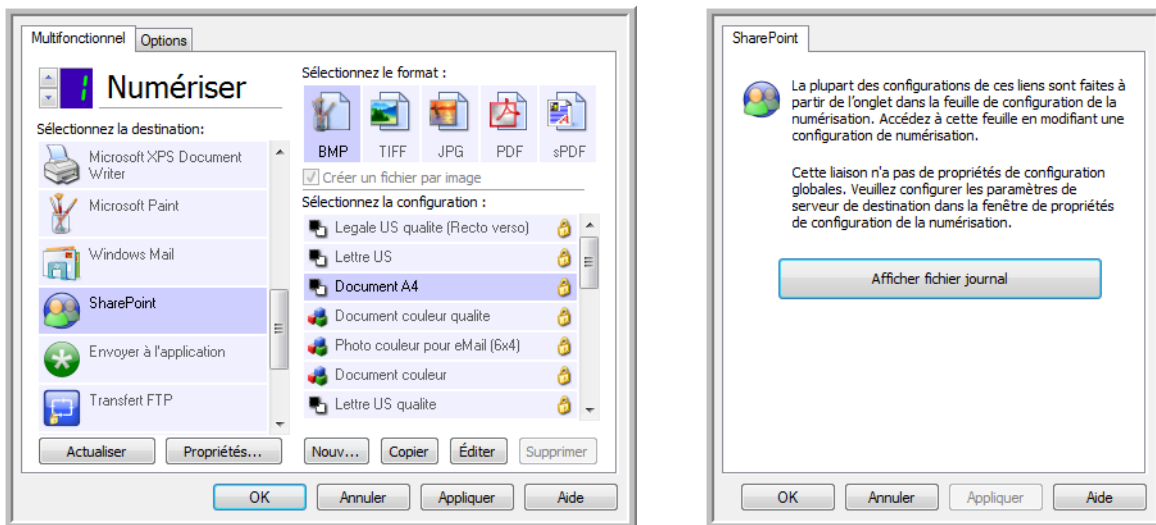 Multifonctionnel
Options
1
Numériser
Sélectionnez la destination:
Microsoft XPS Document
Writer
Microsoft Paint
Windows Mail
SharePoint
Envoyer à l'application
Transfert FTP
Actualiser
Propriétés...
Sélectionnez le format :
BMP
TIFF
JPG
PDF
sPDF
Créer un fichier par image
Sélectionnez la configuration :
Legale US qualite (Recto verso)
Lettre US
Document A4
Document couleur qualite
Photo couleur pour eMail (6x4)
Document couleur
Lettre US qualite
Nouv...
Copier
Éditer
Supprimer
OK
Annuler
Appliquer
Aide
SharePoint
La plupart des configurations de ces liens sont faites à
partir de l'onglet dans la feuille de configuration de la
numérisation. Accédez à cette feuille en modifiant une
configuration de numérisation.
Cette liaison n'a pas de propriétés de configuration
globales. Veuillez configurer les paramètres de
serveur de destination dans la fenêtre de propriétés
de configuration de la numérisation.
Afficher fichier journal
OK
Annuler
Appliquer
Aide